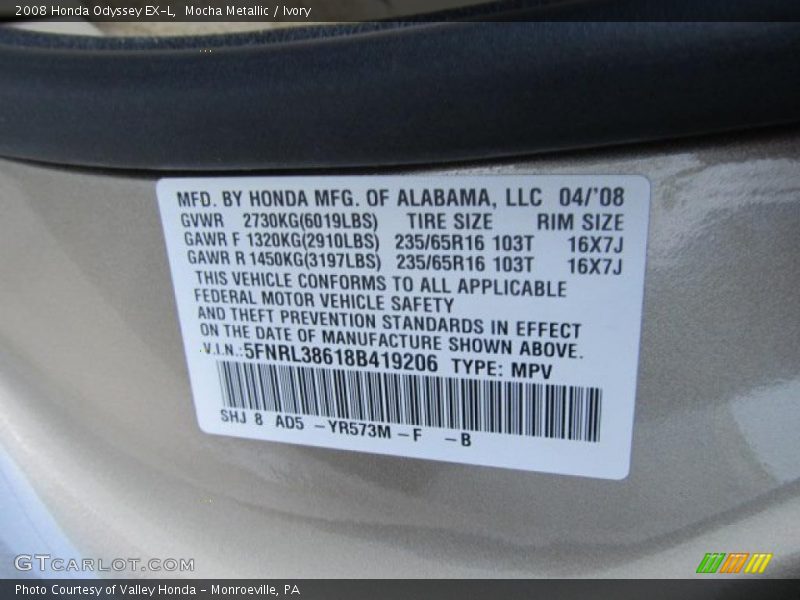 2008 Honda Odyssey EX-L, Mocha Metallic / Ivory
MFD. BY HONDA MFG. OF ALABAMA, LLC 04/'08
GVWR 2730KG(6019LBS) TIRE SIZE RIM SIZE
GAWR F 1320KG(2910LBS) 235/65R16 103T 16X7J
GAWR R 1450KG(3197LBS) 235/65R16 103T 16X7J
THIS VEHICLE CONFORMS TO ALL APPLICABLE
FEDERAL MOTOR VEHICLE SAFETY
AND THEFT PREVENTION STANDARDS IN EFFECT
ON THE DATE OF MANUFACTURE SHOWN ABOVE.
V.I.N.:5FNRL38618B419206 TYPE: MPV
SHJ 8 AD5 -YR573M-F -B
GTCARLOT.COM
Photo Courtesy of Valley Honda - Monroeville, PA